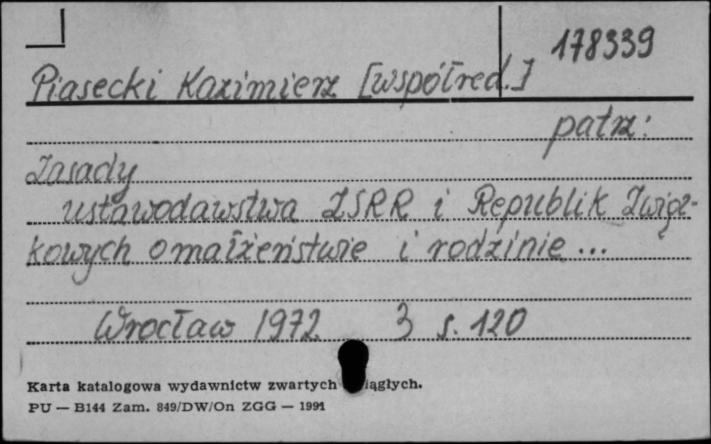 178339
Piasecki Kazimierz [współred.]
patrz:
Zasady
ustawodawstwa ZSRR i Republik Związ-
kowych o małżeństwie i rodzinie ...
Wrocław 1972 3 s. 120
Karta katalogowa wydawnictw zwartych iągłych.
PU — B144 Zam. 849/DW/On ZGG — 1991